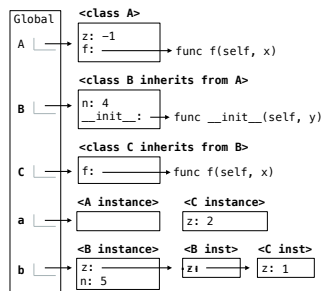 <class A>
Global
z: −1
A
f:
func f(self, x)
<class B inherits from A>
n: 4
B
__init__:
func __init__(self, y)
<class C inherits from B>
C
f:
func f(self, x)
<A instance>
<C instance>
a
z: 2
<B instance>
<B inst>
<C inst>
b
z:
z:
z: 1
n: 5